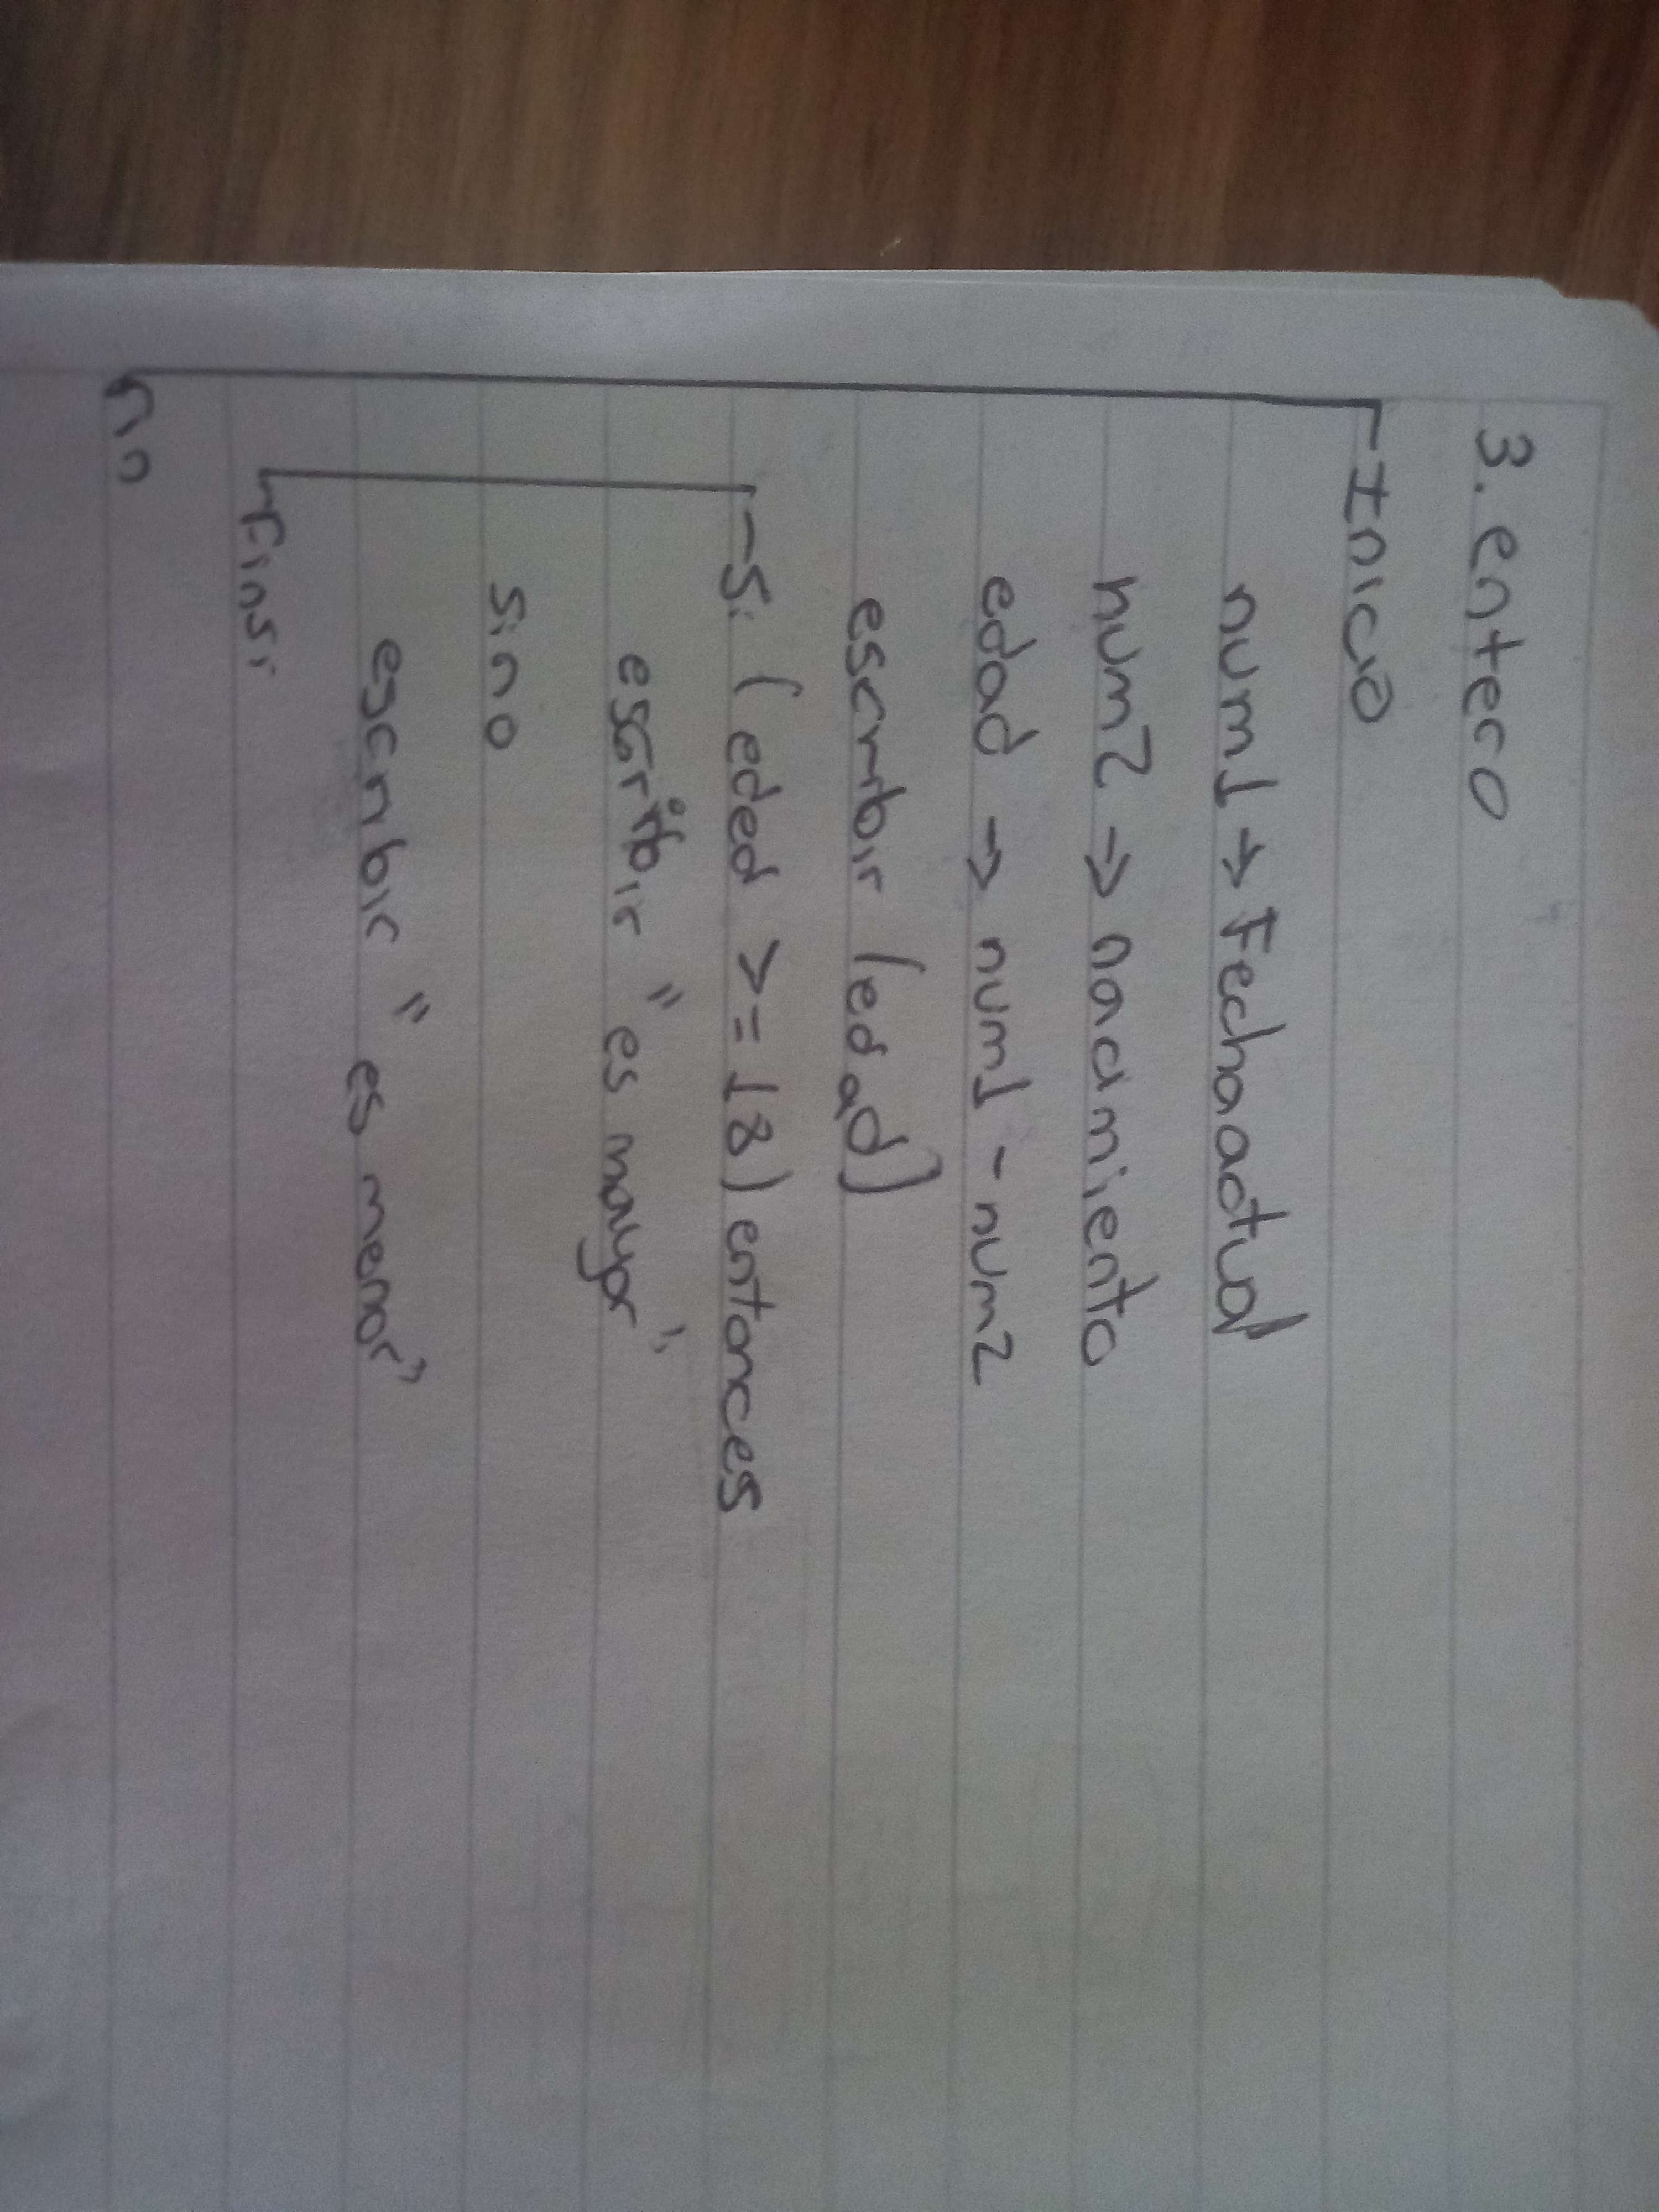 3. entero
Inicio
num1 → Fechaactual
num2 → nacimiento
edad → num1 - num2
escribir (edad)
Si (eded >= 18) entonces
escribir " es mayor ";
Sino
escribir " es menor"
Finsi